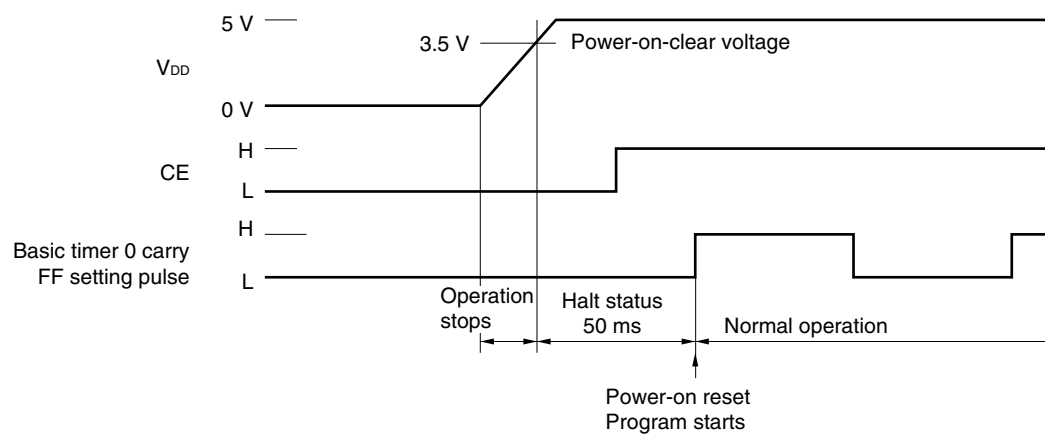 5 V
3.5 V
Power-on-clear voltage
VDD
0 V
H
CE
L
H
Basic timer 0 carry
FF setting pulse
L
Operation
stops
Halt status
50 ms
Normal operation
Power-on reset
Program starts